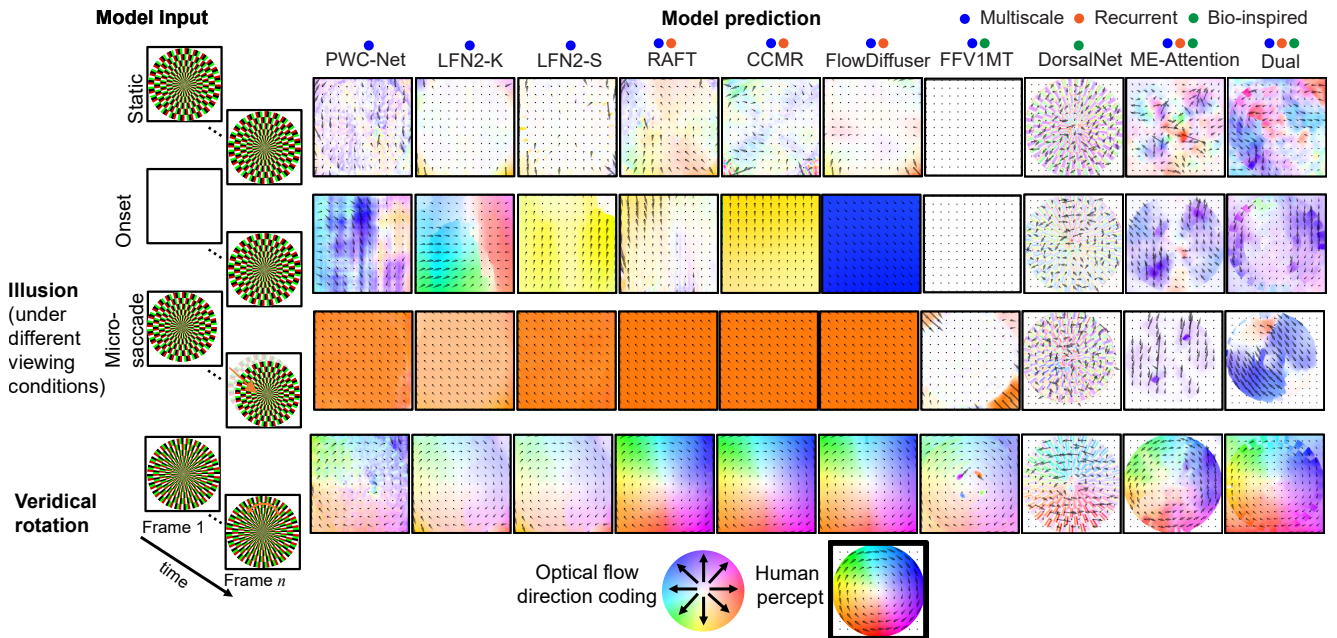 Model Input
Model prediction
Multiscale
Recurrent
Bio-inspired
PWC-Net
LFN2-K
LFN2-S
RAFT
CCMR
FlowDiffuser
FFV1MT
DorsalNet
ME-Attention
Dual
Static
Onset
Illusion
(under
different
viewing
conditions)
Micro-
saccade
Veridical
rotation
Frame 1
time
Frame n
Optical flow
direction coding
Human
percept